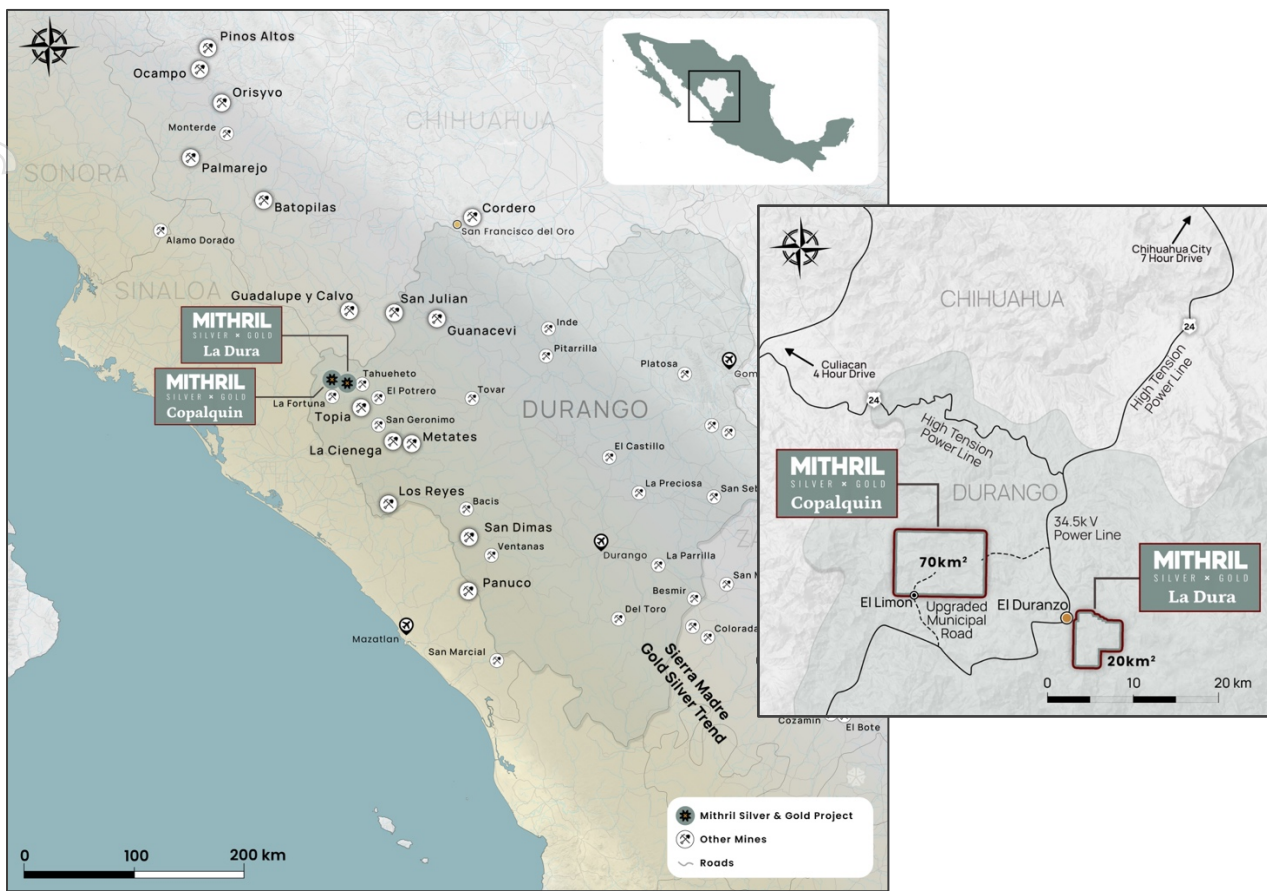 Pinos Altos
Ocampo
Orisyvo
Monterde
Palmarejo
Batopilas
Alamo Dorado
SONORA
CHIHUAHUA
SINALOA
Cordero
San Francisco del Oro
Guadalupe y Calvo
San Julian
Guanacevi
Inde
Pitarrilla
Platosa
MITHRIL
SILVER × GOLD
La Dura
MITHRIL
SILVER × GOLD
Copalquin
Tahueheto
El Potrero
La Fortuna
Topia
San Geronimo
Tovar
DURANGO
La Cienega
Metates
El Castillo
La Preciosa
Los Reyes
Bacis
San Dimas
Ventanas
Durango
La Parrilla
Panuco
Besmir
Del Toro
Mazatlan
San Marcial
Sierra Madre
Gold Silver Trend
Cozamin
El Bote
Mithril Silver & Gold Project
Other Mines
Roads
0 100 200 km
Chihuahua City
7 Hour Drive
CHIHUAHUA
24
Culiacan
4 Hour Drive
24
High Tension
Power Line
High Tension
Power Line
MITHRIL
SILVER × GOLD
Copalquin
DURANGO
34.5k V
Power Line
70km²
MITHRIL
SILVER × GOLD
La Dura
El Limon
Upgraded
Municipal
Road
El Duranzo
20km²
0 10 20 km